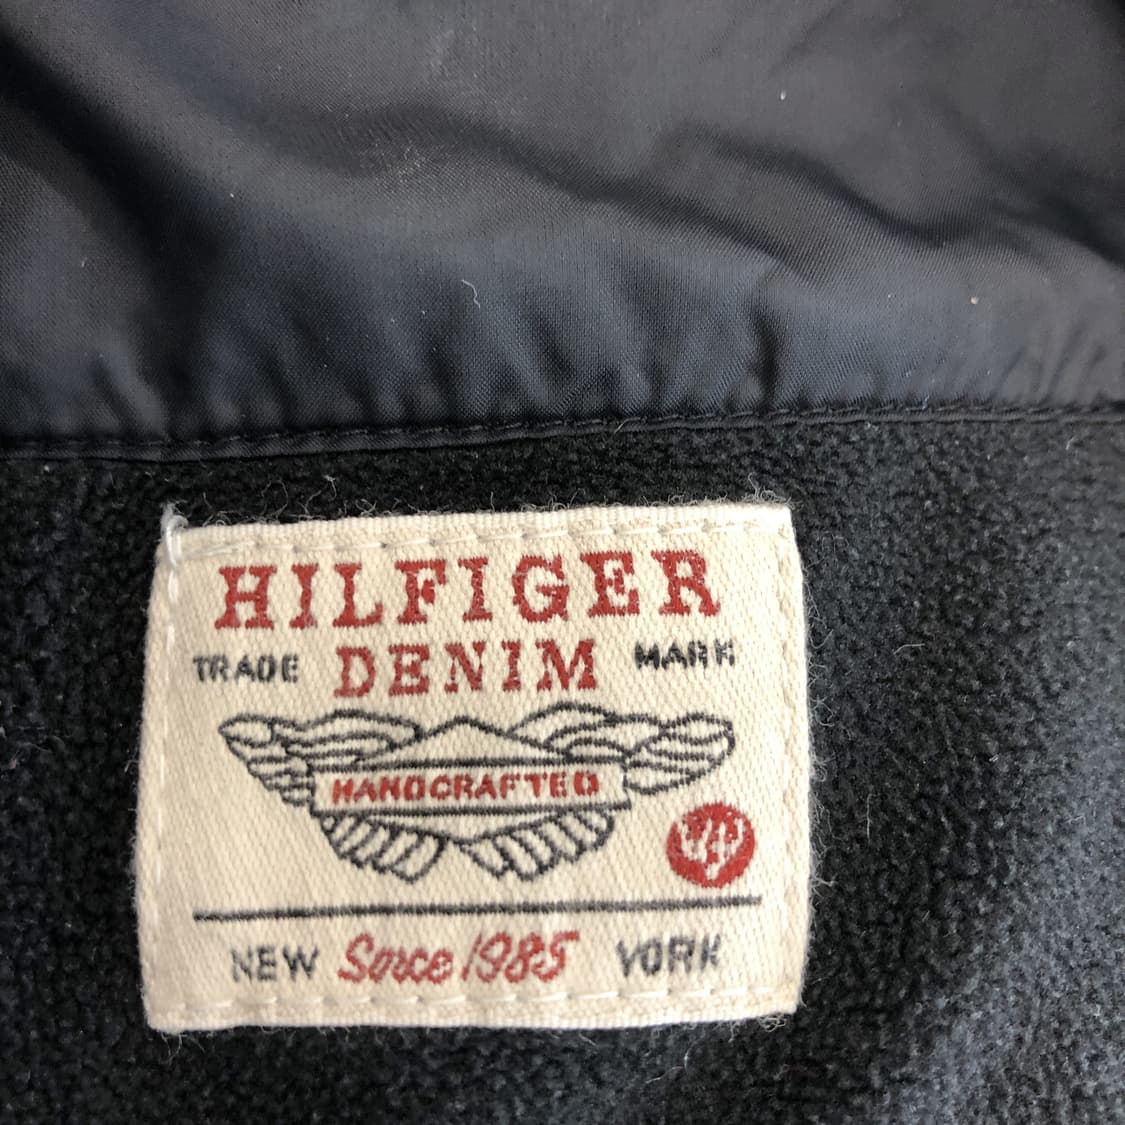 HILFIGER
TRADE DENIM MARK
HANDCRAFTED
NEW Since 1985 YORK